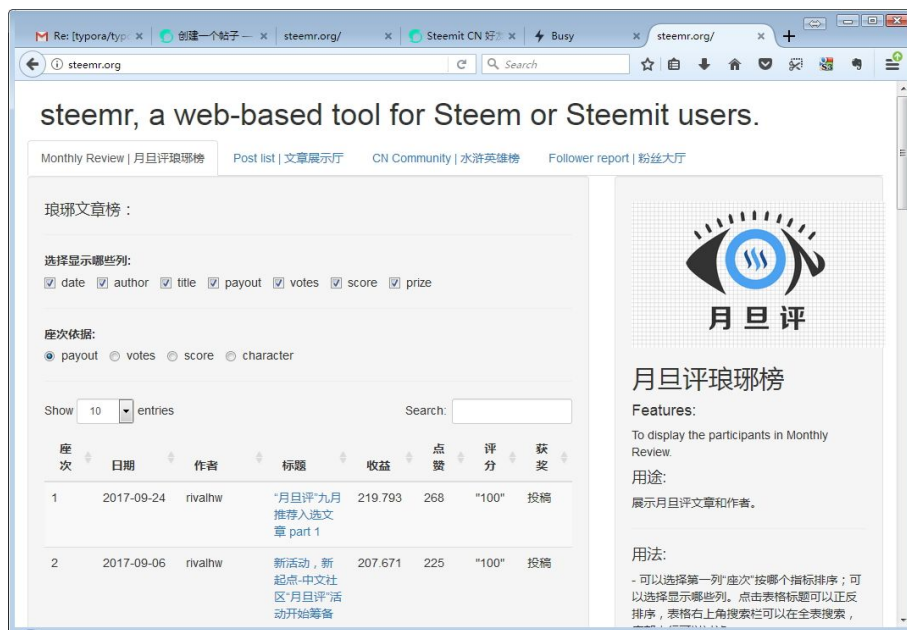 Re: [typora/typo
创建一个帖子 —
steemr.org/
Steemit CN 好
Busy
steemr.org/
steemr.org
Search
steemr, a web-based tool for Steem or Steemit users.
Monthly Review | 月旦评琅琊榜
Post list | 文章展示厅
CN Community | 水浒英雄榜
Follower report | 粉丝大厅
琅琊文章榜：
选择显示哪些列:
date author title payout votes score prize
座次依据:
payout votes score character
Show 10 entries
Search:
座次 日期 作者 标题 收益 点赞 评分 获奖
1 2017-09-24 rivalhw "月旦评"九月 219.793 268 "100" 投稿
推荐入选文
章 part 1
2 2017-09-06 rivalhw 新活动，新 207.671 225 "100" 投稿
起点-中文社
区"月旦评"活
动开始筹备
月旦评
月旦评琅琊榜
Features:
To display the participants in Monthly
Review.
用途:
展示月旦评文章和作者。
用法:
- 可以选择第一列"座次"按哪个指标排序；可
以选择显示哪些列。点击表格标题可以正反
排序，表格右上角搜索栏可以在全表搜索，